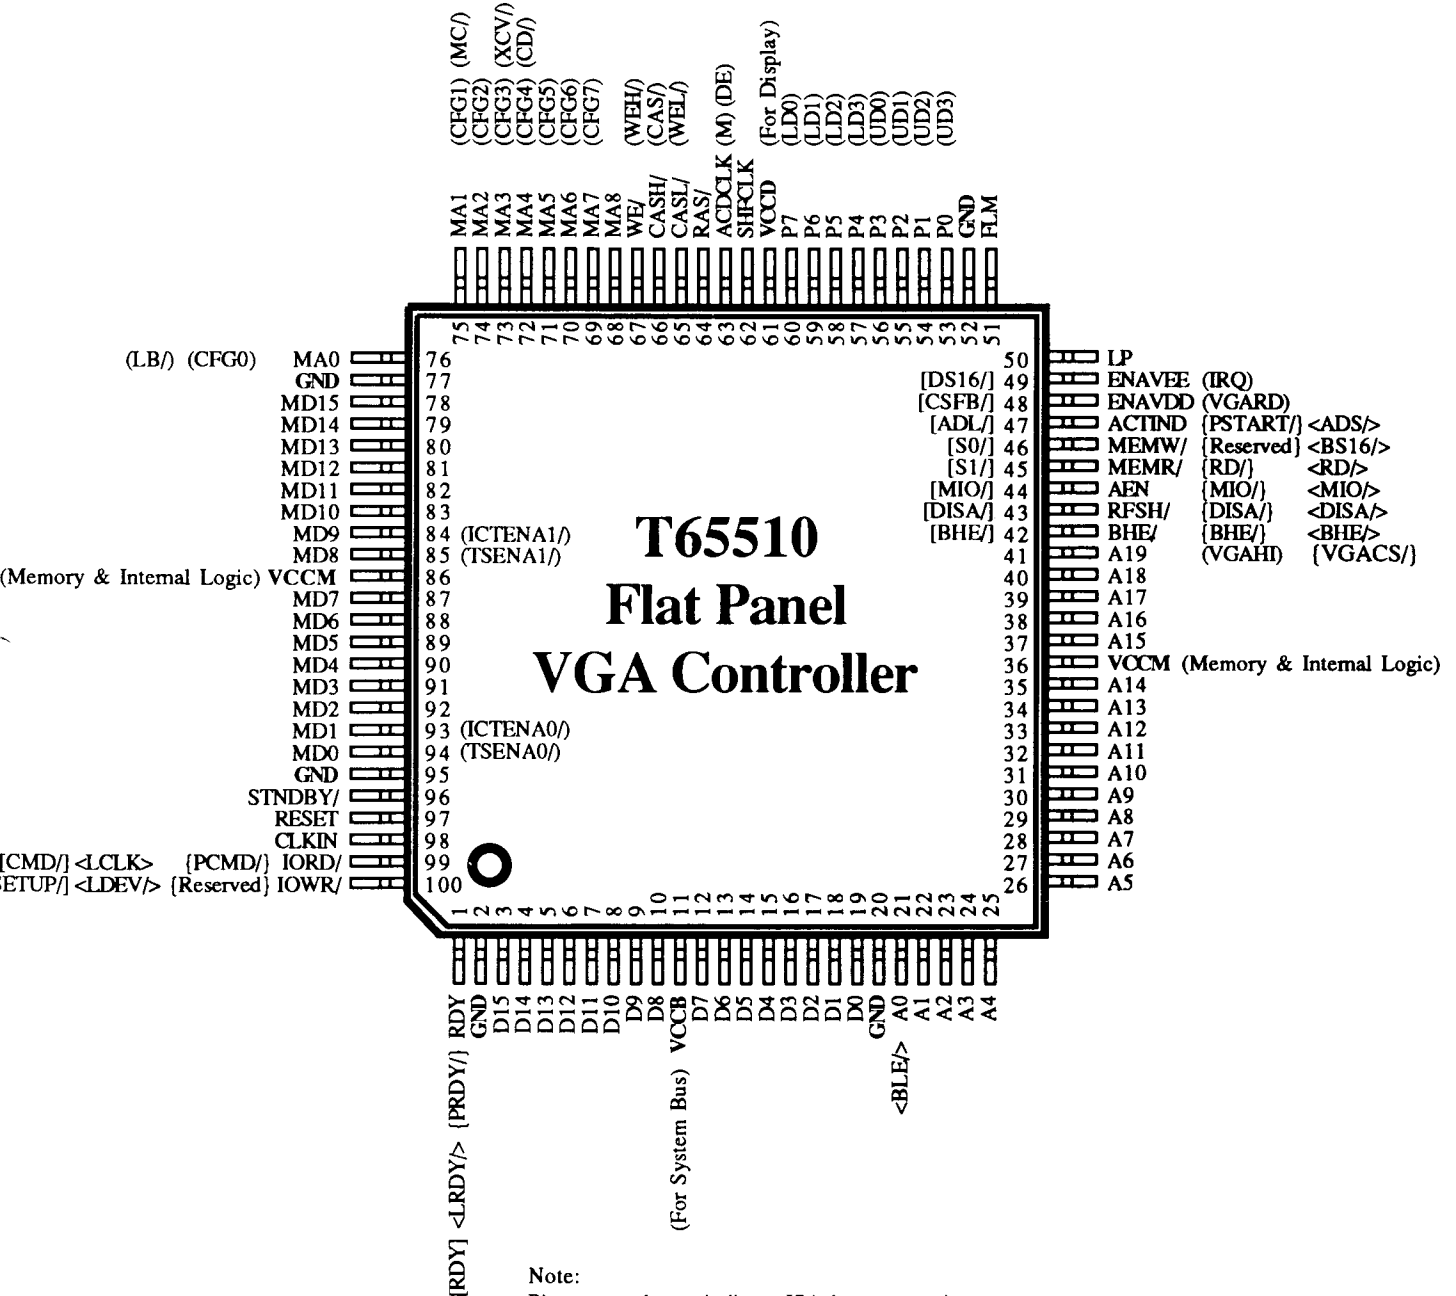 (CFG1) (MC/)
(CFG2)
(CFG3) (XCV/)
(CFG4) (CD/)
(CFG5)
(CFG6)
(CFG7)
(WEH/)
(CAS/)
(WEL/)
(M) (DE)
(For Display)
(LD0)
(LD1)
(LD2)
(LD3)
(UD0)
(UD1)
(UD2)
(UD3)
MA1
MA2
MA3
MA4
MA5
MA6
MA7
MA8
WE/
CASH/
CASL/
RAS/
ACDCLK
SHFCLK
VCCD
P7
P6
P5
P4
P3
P2
P1
P0
GND
FLM
75 74 73 72 71 70 69 68 67 66 65 64 63 62 61 60 59 58 57 56 55 54 53 52 51
(LB/) (CFG0) MA0 76
GND 77
MD15 78
MD14 79
MD13 80
MD12 81
MD11 82
MD10 83
MD9 84 (ICTENA1/)
MD8 85 (TSENA1/)
(Memory & Internal Logic) VCCM 86
MD7 87
MD6 88
MD5 89
MD4 90
MD3 91
MD2 92
MD1 93 (ICTENA0/)
MD0 94 (TSENA0/)
GND 95
STNDBY/ 96
RESET 97
CLKIN 98
[CMD/] <LCLK> {PCMD/} IORD/ 99
<LDEV/> {Reserved} IOWR/ 100
T65510
Flat Panel
VGA Controller
50 LP
[DS16/] 49 ENAVEE (IRQ)
[CSFB/] 48 ENAVDD (VGARD)
[ADL/] 47 ACTIND {PSTART/} <ADS/>
[S0/] 46 MEMW/ {Reserved} <BS16/>
[S1/] 45 MEMR/ {RD/} <RD/>
[MIO/] 44 AEN {MIO/} <MIO/>
[DISA/] 43 RFSH/ {DISA/} <DISA/>
[BHE/] 42 BHE/ {BHE/} <BHE/>
41 A19 (VGAHI) {VGACS/}
40 A18
39 A17
38 A16
37 A15
36 VCCM (Memory & Internal Logic)
35 A14
34 A13
33 A12
32 A11
31 A10
30 A9
29 A8
28 A7
27 A6
26 A5
1 2 3 4 5 6 7 8 9 10 11 12 13 14 15 16 17 18 19 20 21 22 23 24 25
[RDY] <LRDY/> {PRDY/} RDY
GND
D15
D14
D13
D12
D11
D10
D9
D8
(For System Bus) VCCB
D7
D6
D5
D4
D3
D2
D1
D0
GND
<BLE/> A0
A1
A2
A3
A4
Note: